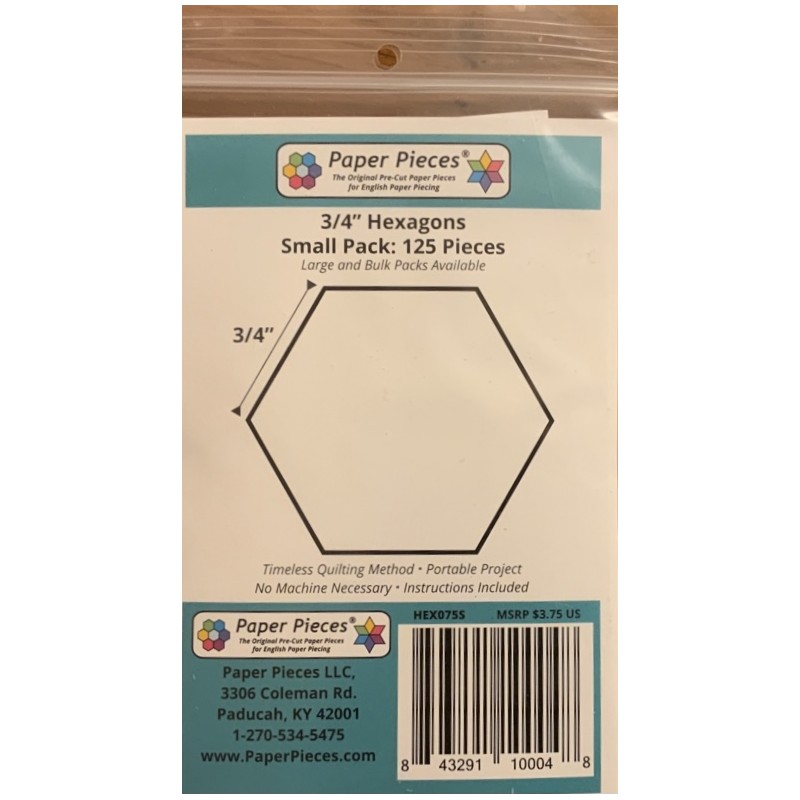 Paper Pieces®
The Original Pre-Cut Paper Pieces
for English Paper Piecing
3/4” Hexagons
Small Pack: 125 Pieces
Large and Bulk Packs Available
3/4”
Timeless Quilting Method • Portable Project
No Machine Necessary • Instructions Included
Paper Pieces®
The Original Pre-Cut Paper Pieces
for English Paper Piecing
Paper Pieces LLC,
3306 Coleman Rd.
Paducah, KY 42001
1-270-534-5475
www.PaperPieces.com
HEX075S MSRP $3.75 US
8 43291 10004 8